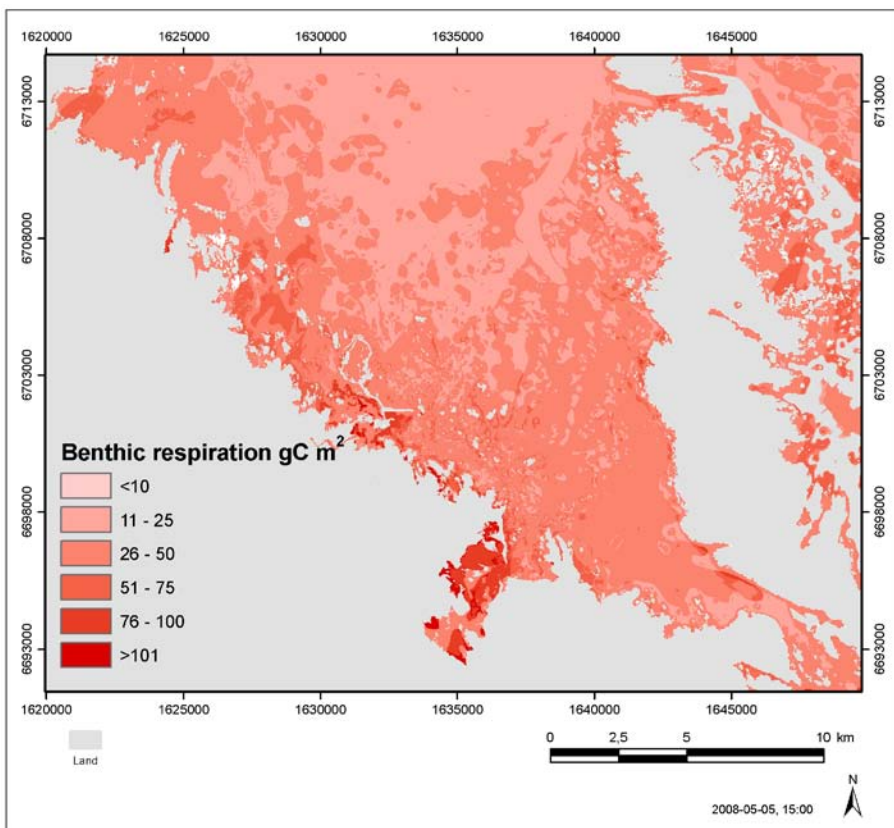 1620000 1625000 1630000 1635000 1640000 1645000
6713000 6713000
6708000 6708000
6703000 6703000
Benthic respiration gC m²
<10
11 - 25
6698000 6698000
26 - 50
51 - 75
76 - 100
6693000 6693000
>101
1620000 1625000 1630000 1635000 1640000 1645000
Land
0 2,5 5 10 km
N
2008-05-05, 15:00